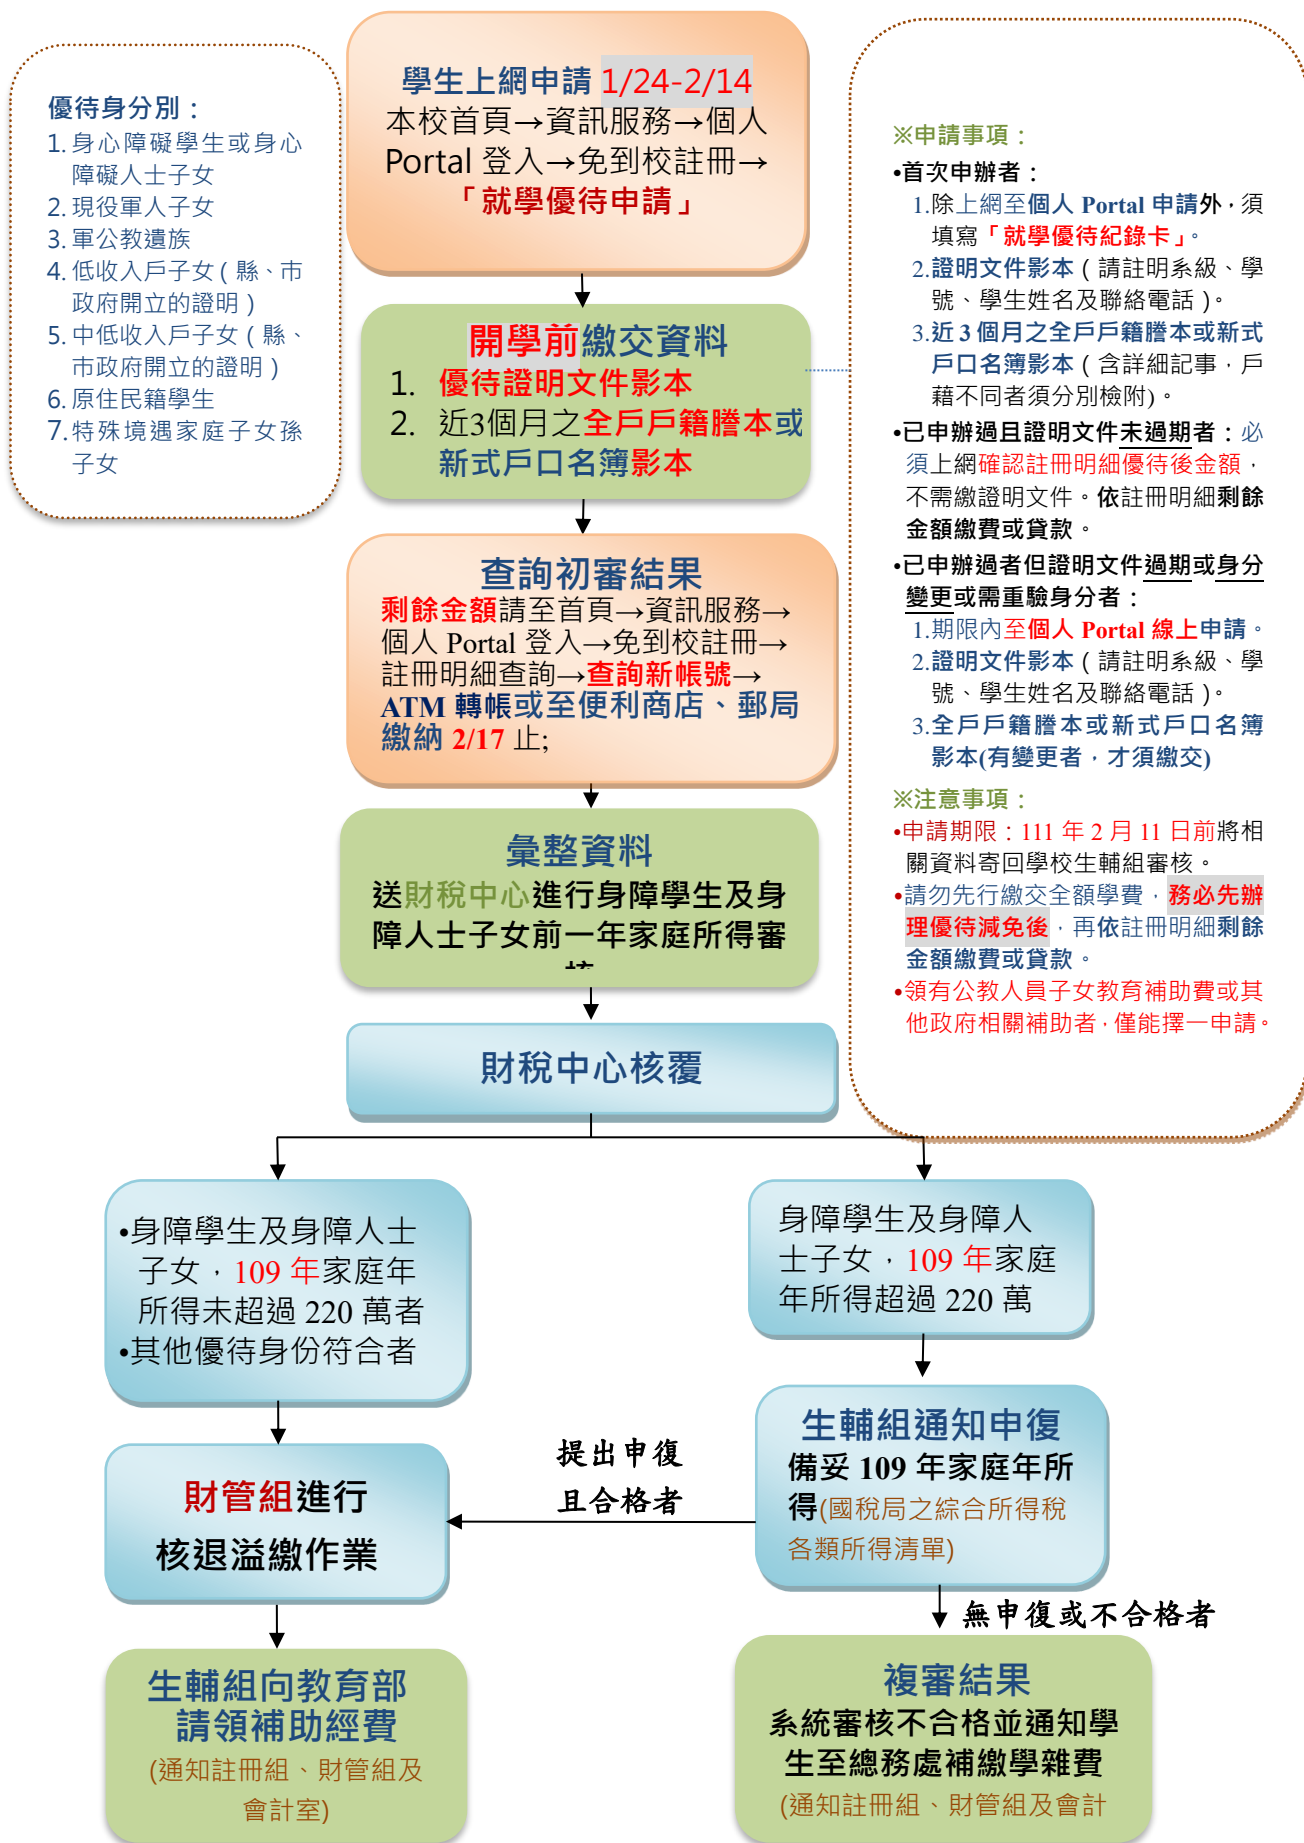 優待身分別：
1. 身心障礙學生或身心
障礙人士子女
2. 現役軍人子女
3. 軍公教遺族
4. 低收入戶子女（縣、市
政府開立的證明）
5. 中低收入戶子女（縣、
市政府開立的證明）
6. 原住民籍學生
7. 特殊境遇家庭子女孫
子女
學生上網申請 1/24-2/14
本校首頁→資訊服務→個人
Portal 登入→免到校註冊→
「就學優待申請」
開學前繳交資料
1. 優待證明文件影本
2. 近3個月之全戶戶籍謄本或
新式戶口名簿影本
查詢初審結果
剩餘金額請至首頁→資訊服務→
個人 Portal 登入→免到校註冊→
註冊明細查詢→查詢新帳號→
ATM 轉帳或至便利商店、郵局
繳納 2/17 止;
彙整資料
送財稅中心進行身障學生及身
障人士子女前一年家庭所得審
財稅中心核覆
※申請事項：
•首次申辦者：
1.除上網至個人 Portal 申請外，須
填寫「就學優待紀錄卡」。
2.證明文件影本（請註明系級、學
號、學生姓名及聯絡電話）。
3.近 3 個月之全戶戶籍謄本或新式
戶口名簿影本（含詳細記事，戶
籍不同者須分別檢附)。
•已申辦過且證明文件未過期者：必
須上網確認註冊明細優待後金額，
不需繳證明文件。依註冊明細剩餘
金額繳費或貸款。
•已申辦過者但證明文件過期或身分
變更或需重驗身分者：
1.期限內至個人 Portal 線上申請。
2.證明文件影本（請註明系級、學
號、學生姓名及聯絡電話）。
3.全戶戶籍謄本或新式戶口名簿
影本(有變更者，才須繳交)
※注意事項：
•申請期限：111 年 2 月 11 日前將相
關資料寄回學校生輔組審核。
•請勿先行繳交全額學費，務必先辦
理優待減免後，再依註冊明細剩餘
金額繳費或貸款。
•領有公教人員子女教育補助費或其
他政府相關補助者，僅能擇一申請。
•身障學生及身障人士
子女，109 年家庭年
所得未超過 220 萬者
•其他優待身份符合者
身障學生及身障人
士子女，109 年家庭
年所得超過 220 萬
財管組進行
核退溢繳作業
提出申復
且合格者
生輔組通知申復
備妥 109 年家庭年所
得(國稅局之綜合所得稅
各類所得清單)
無申復或不合格者
生輔組向教育部
請領補助經費
(通知註冊組、財管組及
會計室)
複審結果
系統審核不合格並通知學
生至總務處補繳學雜費
(通知註冊組、財管組及會計